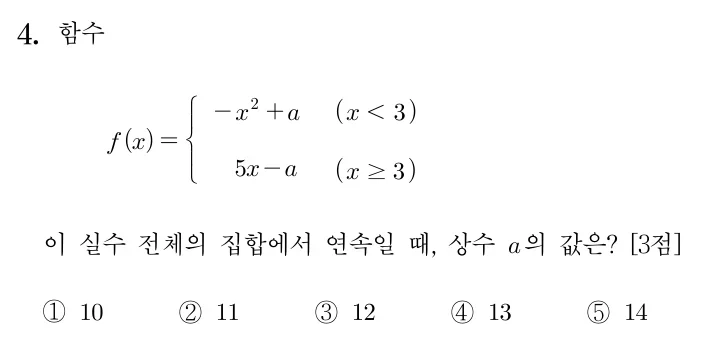 4. 함수
f(x) = { -x² + a (x < 3)
5x - a (x ≥ 3)
이 실수 전체의 집합에서 연속일 때, 상수 a의 값은? [3점]
① 10 ② 11 ③ 12 ④ 13 ⑤ 14